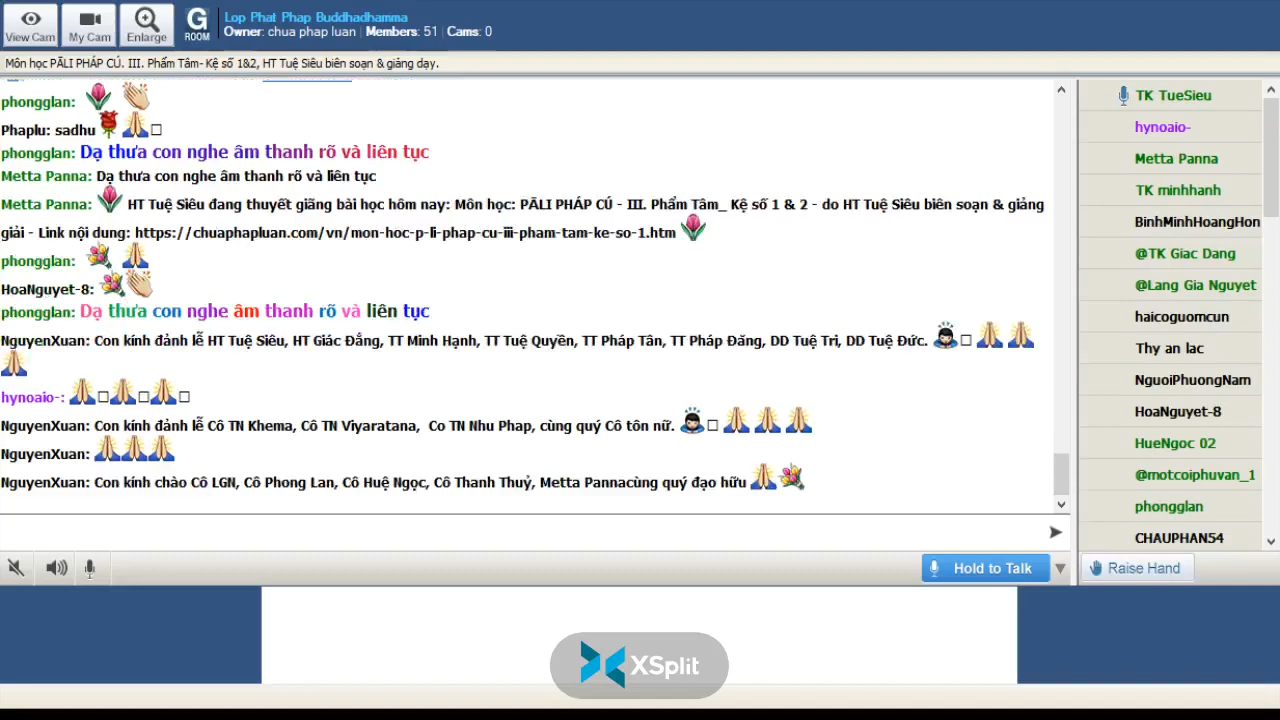 View Cam
My Cam
Enlarge
G
ROOM
Lop Phat Phap Buddhadhamma
Owner: chua phap luan | Members: 51 | Cams: 0
Môn học PĀLI PHÁP CÚ. III. Phẩm Tâm- Kệ số 1&2, HT Tuệ Siêu biên soạn & giảng dạy.
phongglan:
Phaplu: sadhu
phongglan: Dạ thưa con nghe âm thanh rõ và liên tục
Metta Panna: Dạ thưa con nghe âm thanh rõ và liên tục
Metta Panna: HT Tuệ Siêu đang thuyết giãng bài học hôm nay: Môn học: PĀLI PHÁP CÚ - III. Phẩm Tâm_ Kệ số 1 & 2 - do HT Tuệ Siêu biên soạn & giảng
giải - Link nội dung: https://chuaphapluan.com/vn/mon-hoc-p-li-phap-cu-iii-pham-tam-ke-so-1.htm
phongglan:
HoaNguyet-8:
phongglan: Dạ thưa con nghe âm thanh rõ và liên tục
NguyenXuan: Con kính đảnh lễ HT Tuệ Siêu, HT Giác Đẳng, TT Minh Hạnh, TT Tuệ Quyền, TT Pháp Tân, TT Pháp Đăng, DD Tuệ Tri, DD Tuệ Đức.
hynoaio-:
NguyenXuan: Con kính đảnh lễ Cô TN Khema, Cô TN Viyaratana, Co TN Nhu Phap, cùng quý Cô tôn nữ.
NguyenXuan:
NguyenXuan: Con kính chào Cô LGN, Cô Phong Lan, Cô Huệ Ngọc, Cô Thanh Thuỷ, Metta Pannacùng quý đạo hữu
Hold to Talk
TK TueSieu
hynoaio-
Metta Panna
TK minhhanh
BinhMinhHoangHon
@TK Giac Dang
@Lang Gia Nguyet
haicoguomcun
Thy an lac
NguoiPhuongNam
HoaNguyet-8
HueNgoc 02
@motcoiphuvan_1
phongglan
CHAUPHAN54
Raise Hand
XSplit